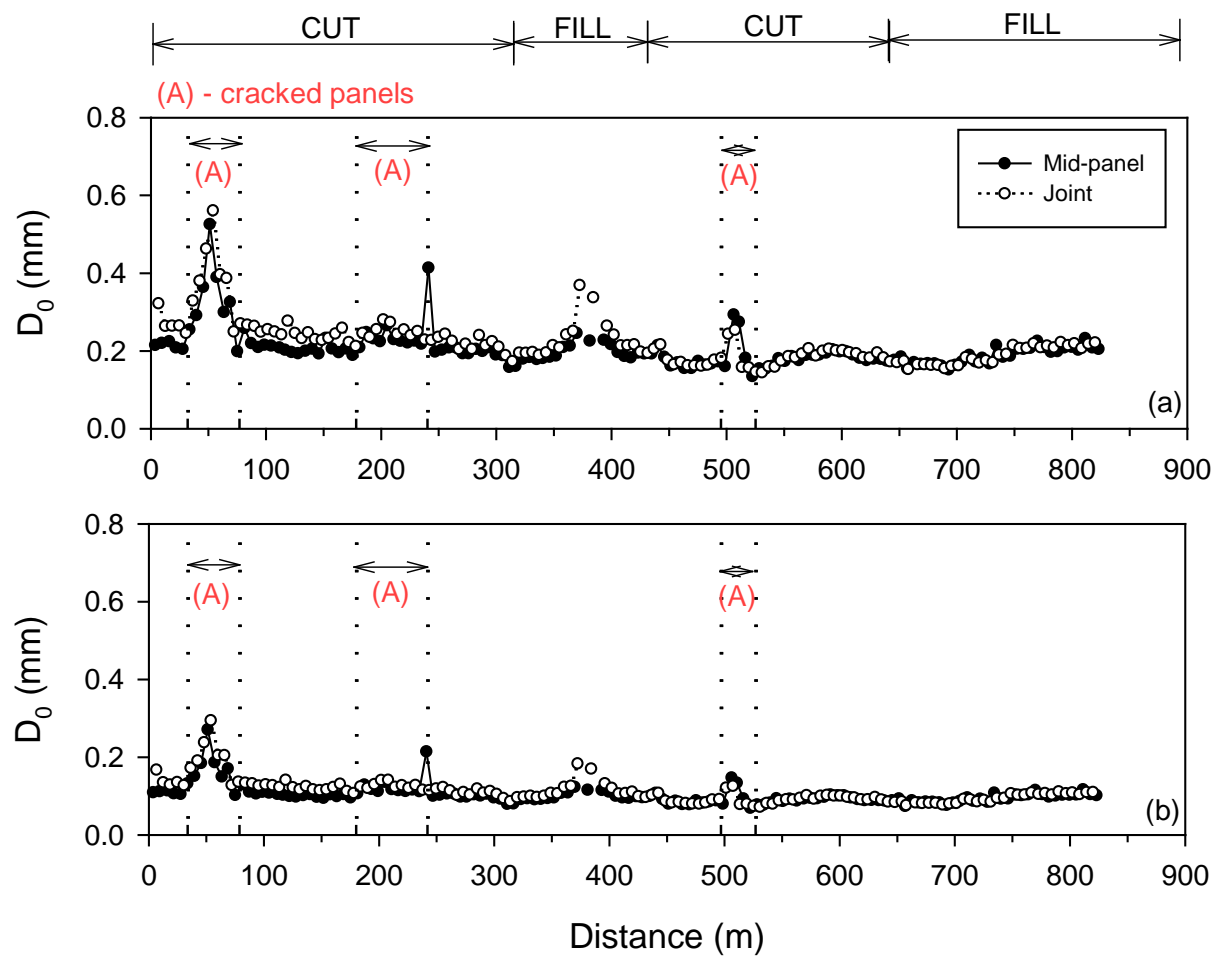 CUT FILL CUT FILL
(A) - cracked panels
0.8
(A) (A) (A)
Mid-panel
Joint
0.6
0.4
0.2
0.0
D0 (mm)
(a)
0 100 200 300 400 500 600 700 800 900
0.8
(A) (A) (A)
0.6
0.4
0.2
0.0
D0 (mm)
(b)
0 100 200 300 400 500 600 700 800 900
Distance (m)